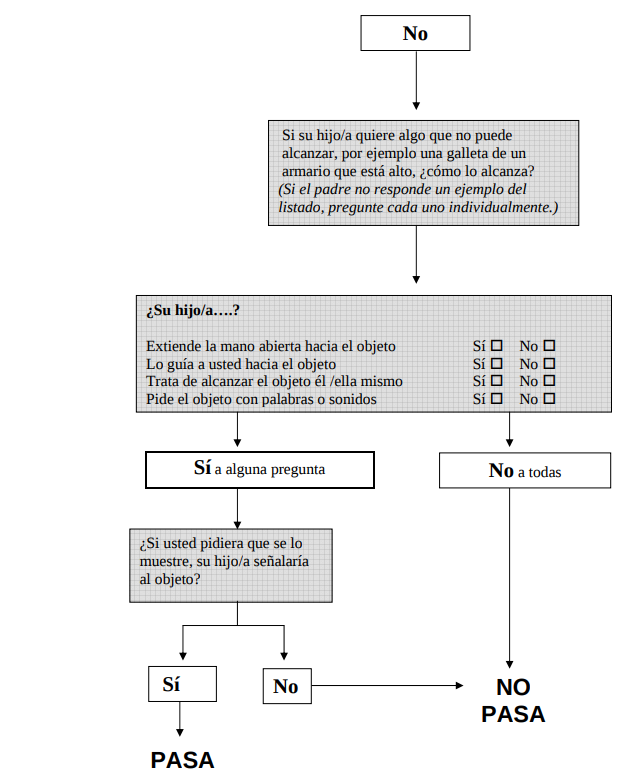 No
Si su hijo/a quiere algo que no puede
alcanzar, por ejemplo una galleta de un
armario que está alto, ¿cómo lo alcanza?
(Si el padre no responde un ejemplo del
listado, pregunte cada uno individualmente.)
¿Su hijo/a….?
Extiende la mano abierta hacia el objeto Sí ☐ No ☐
Lo guía a usted hacia el objeto Sí ☐ No ☐
Trata de alcanzar el objeto él /ella mismo Sí ☐ No ☐
Pide el objeto con palabras o sonidos Sí ☐ No ☐
Sí a alguna pregunta
No a todas
¿Si usted pidiera que se lo
muestre, su hijo/a señalaría
al objeto?
Sí
No
NO
PASA
PASA